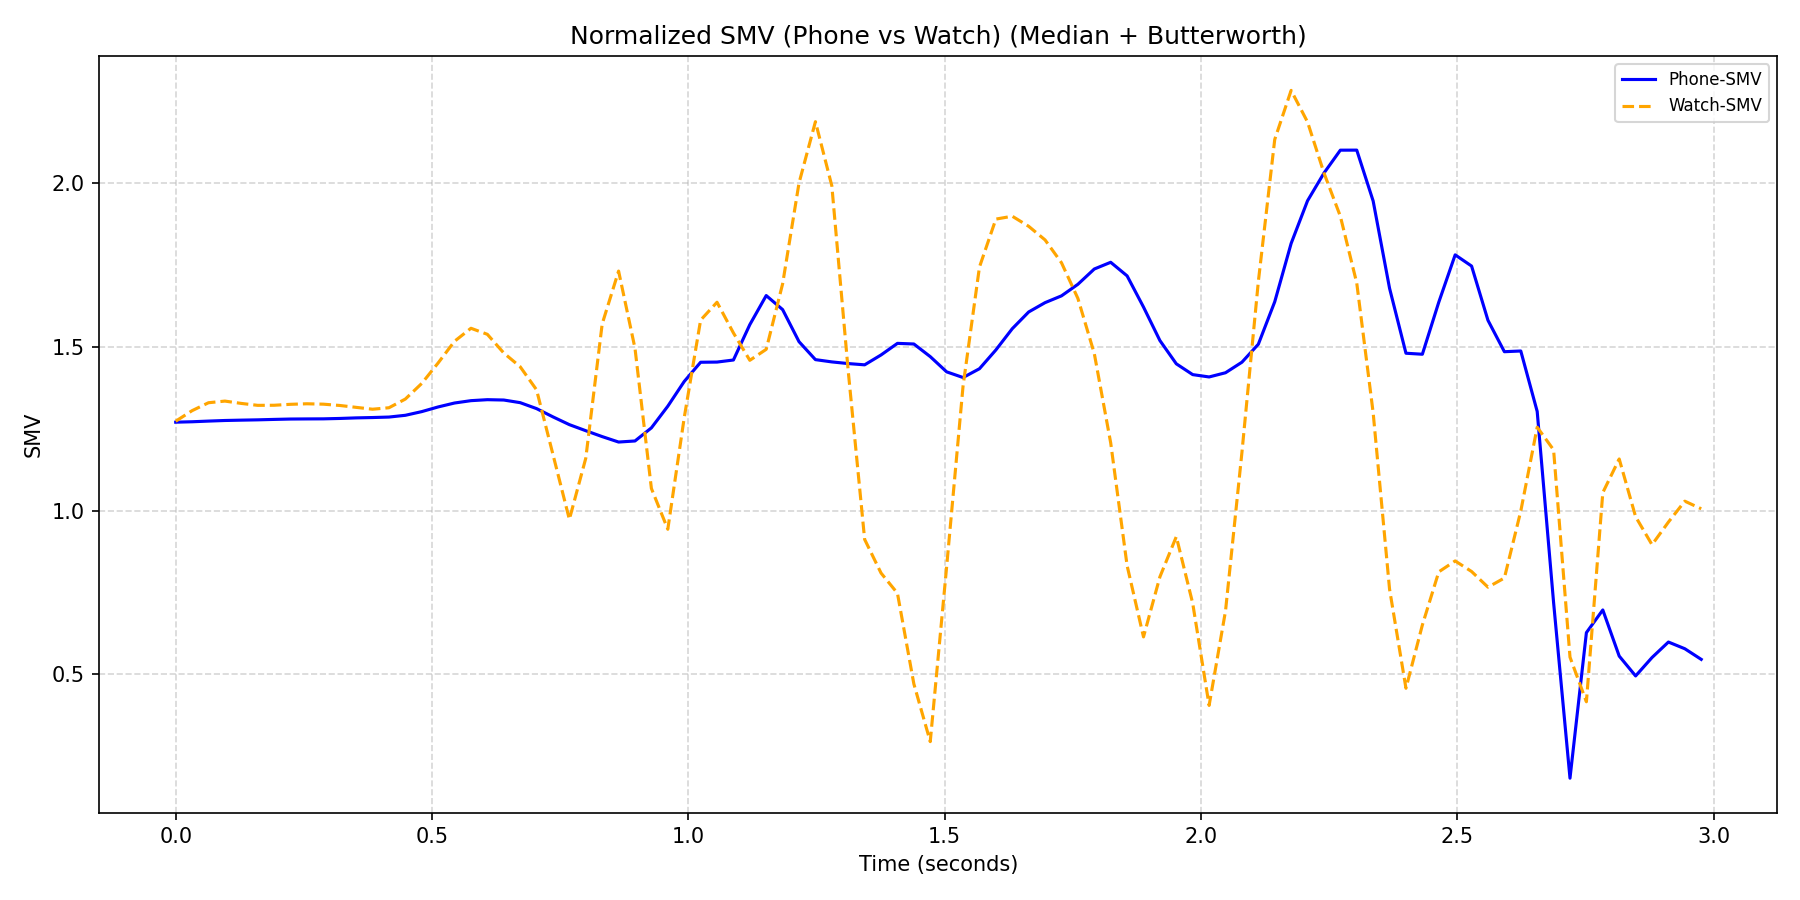 Normalized SMV (Phone vs Watch) (Median + Butterworth)
Phone-SMV
Watch-SMV
SMV
2.0
1.5
1.0
0.5
0.0 0.5 1.0 1.5 2.0 2.5 3.0
Time (seconds)